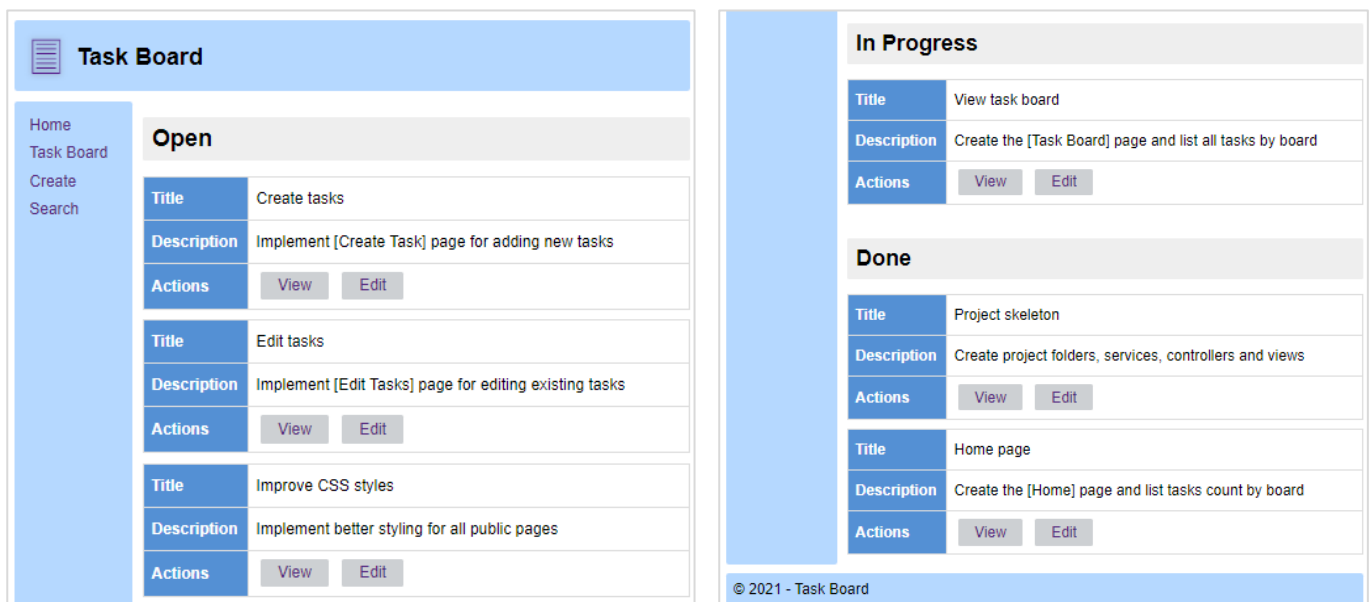 Task Board
Home
Task Board
Create
Search
Open
Title Create tasks
Description Implement [Create Task] page for adding new tasks
Actions View Edit
Title Edit tasks
Description Implement [Edit Tasks] page for editing existing tasks
Actions View Edit
Title Improve CSS styles
Description Implement better styling for all public pages
Actions View Edit
In Progress
Title View task board
Description Create the [Task Board] page and list all tasks by board
Actions View Edit
Done
Title Project skeleton
Description Create project folders, services, controllers and views
Actions View Edit
Title Home page
Description Create the [Home] page and list tasks count by board
Actions View Edit
© 2021 - Task Board